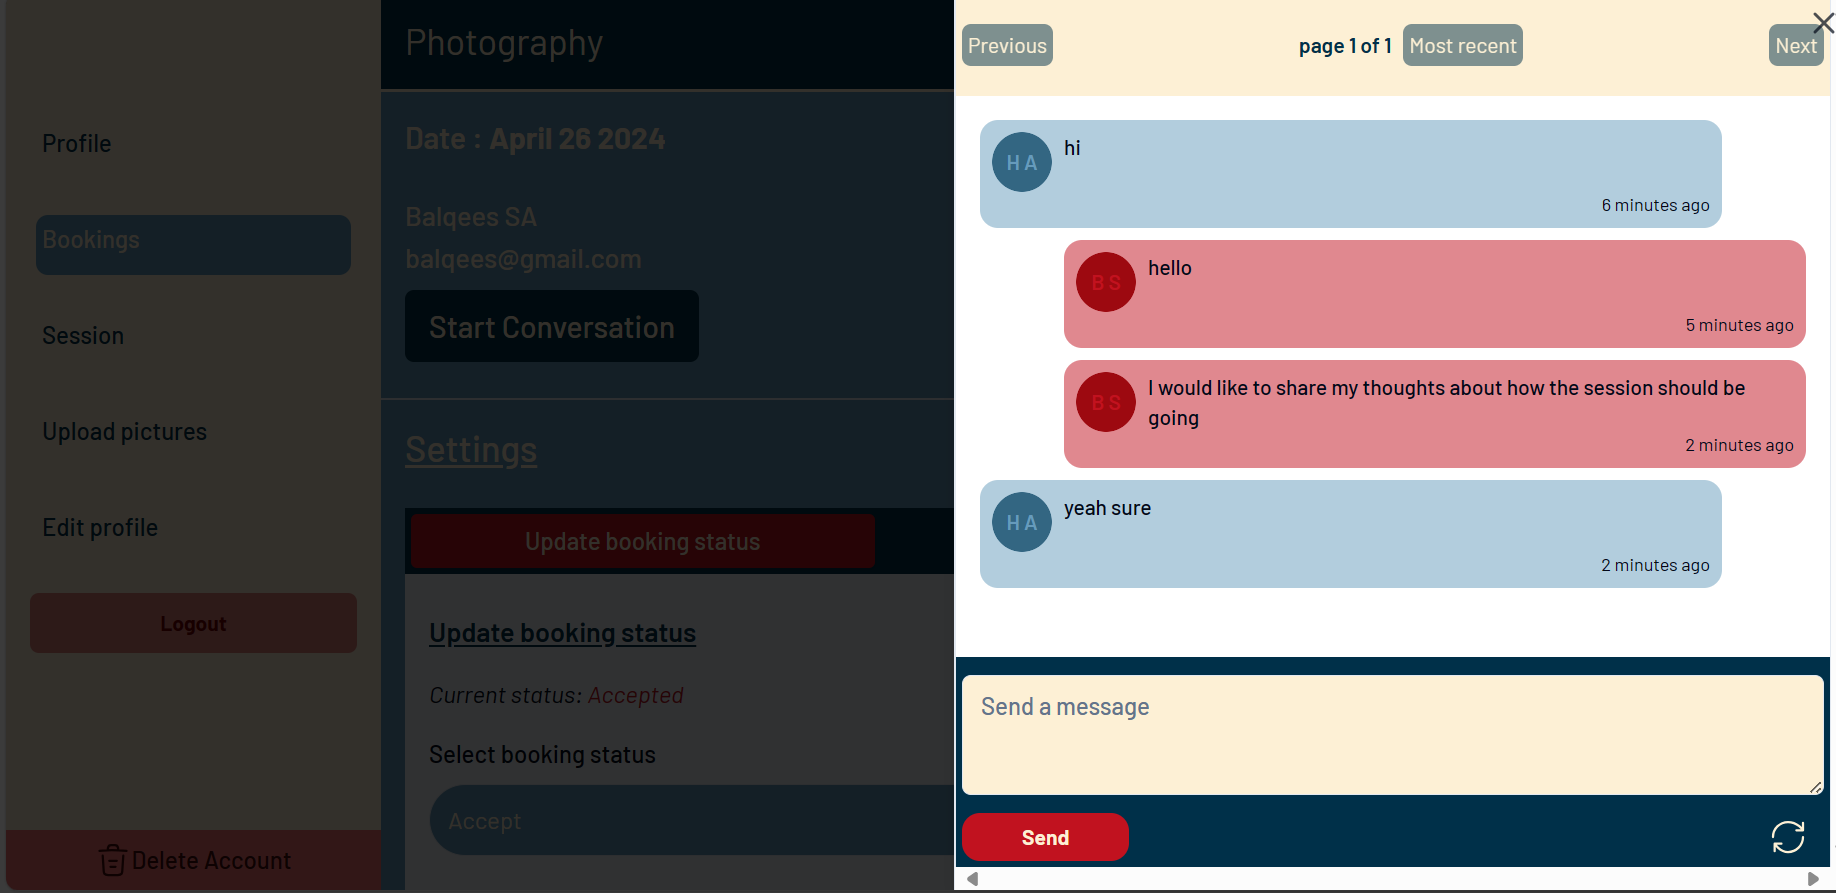 Profile
Bookings
Session
Upload pictures
Edit profile
Logout
Delete Account
Photography
Date : April 26 2024
Balqees SA
balqees@gmail.com
Start Conversation
Settings
Update booking status
Update booking status
Current status: Accepted
Select booking status
Accept
Previous
page 1 of 1
Most recent
Next
H A
hi
6 minutes ago
B S
hello
5 minutes ago
B S
I would like to share my thoughts about how the session should be
going
2 minutes ago
H A
yeah sure
2 minutes ago
Send a message
Send